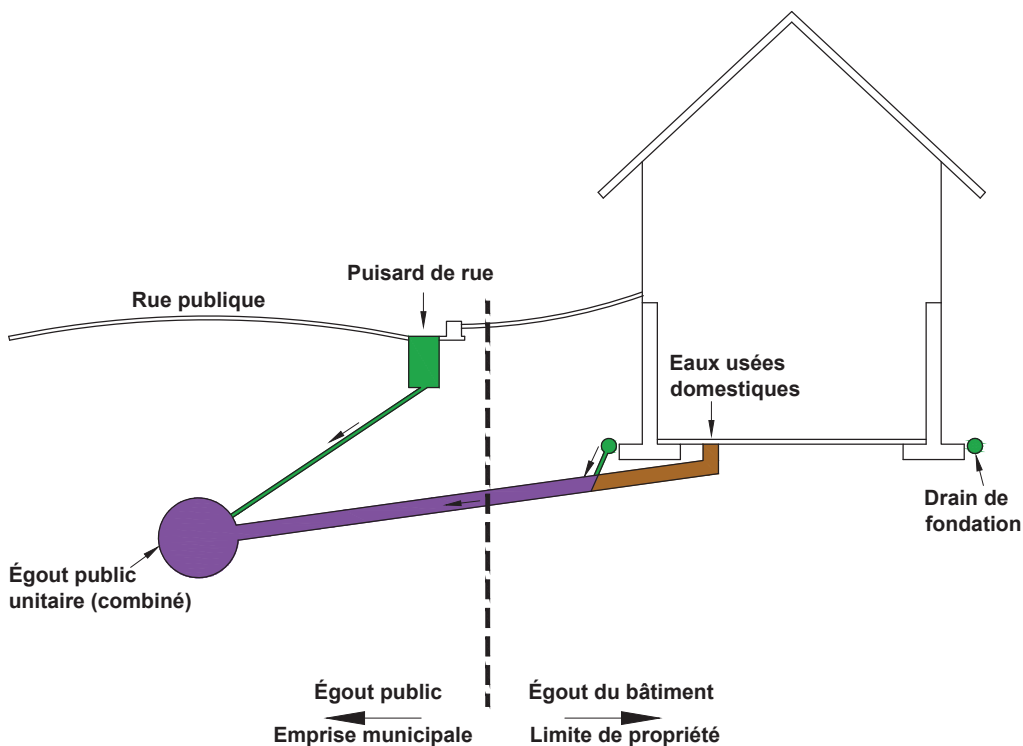 Puisard de rue
Rue publique
Eaux usées
domestiques
Drain de
fondation
Égout public
unitaire (combiné)
Égout public
Emprise municipale
Égout du bâtiment
Limite de propriété